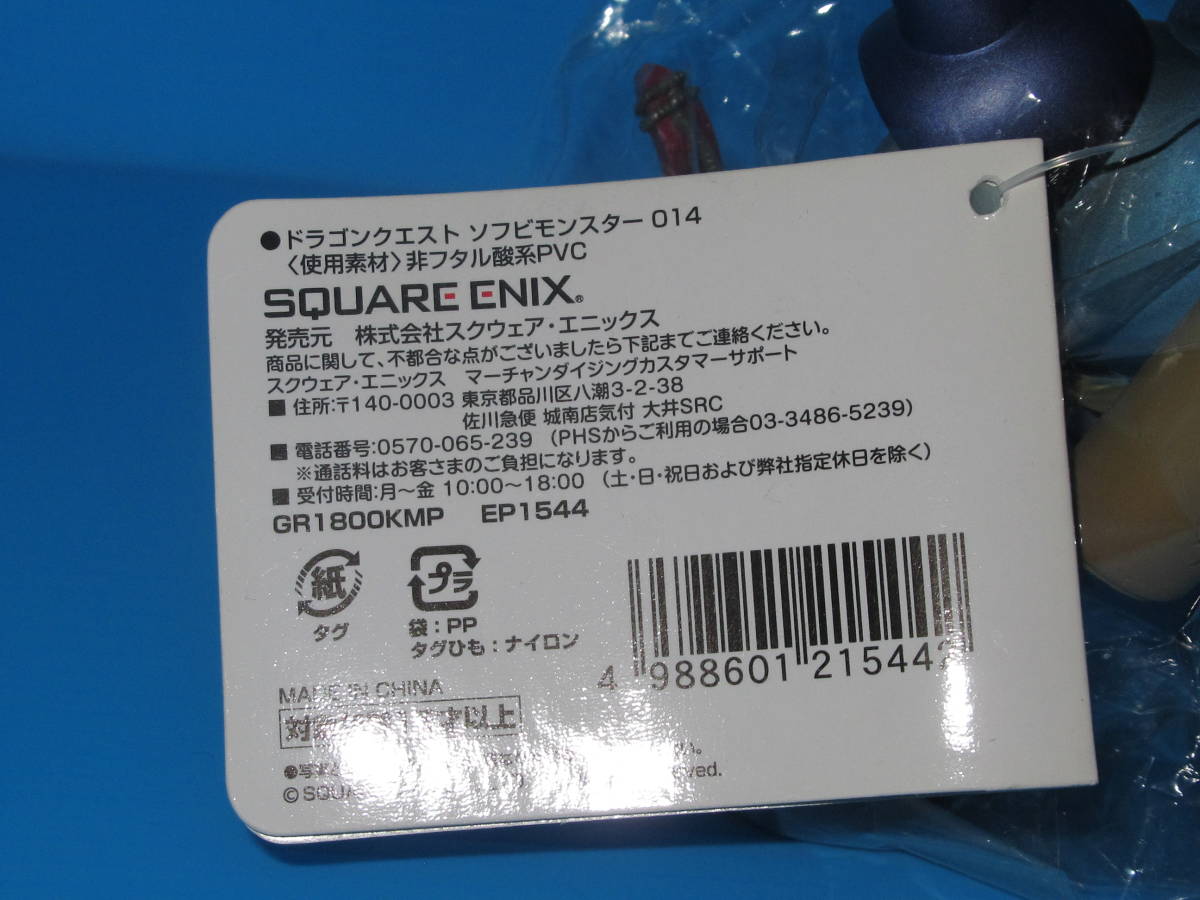 ●ドラゴンクエスト ソフビモンスター 014
〈使用素材〉非フタル酸系PVC
SQUARE ENIX®
発売元 株式会社スクウェア・エニックス
商品に関して、不都合な点がございましたら下記までご連絡ください。
スクウェア・エニックス マーチャンダイジングカスタマーサポート
■ 住所:〒140-0003 東京都品川区八潮3-2-38
佐川急便 城南店気付 大井SRC
■ 電話番号:0570-065-239 (PHSからご利用の場合03-3486-5239)
※通話料はお客さまのご負担になります。
■ 受付時間:月～金 10:00～18:00 (土・日・祝日および弊社指定休日を除く)
GR1800KMP EP1544
紙
タグ
プラ
袋：PP
タグひも：ナイロン
4 988601 215442
MADE IN CHINA
才以上
©